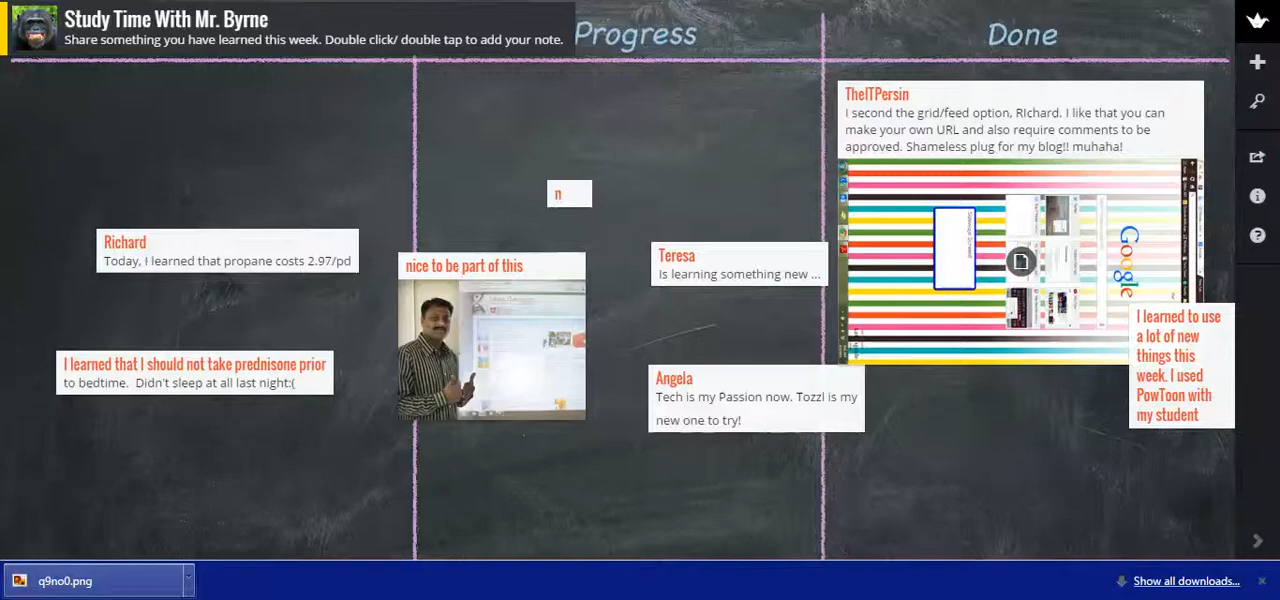 Study Time With Mr. Byrne
Share something you have learned this week. Double click/ double tap to add your note.
Progress
Done
TheITPersin
I second the grid/feed option, RIchard. I like that you can
make your own URL and also require comments to be
approved. Shameless plug for my blog!! muhaha!
Google
n
Richard
Today, I learned that propane costs 2.97/pd
nice to be part of this
Teresa
Is learning something new ...
I learned to use
a lot of new
things this
week. I used
PowToon with
my student
I learned that I should not take prednisone prior
to bedtime. Didn't sleep at all last night:(
Angela
Tech is my Passion now. Tozzl is my
new one to try!
q9no0.png
Show all downloads...